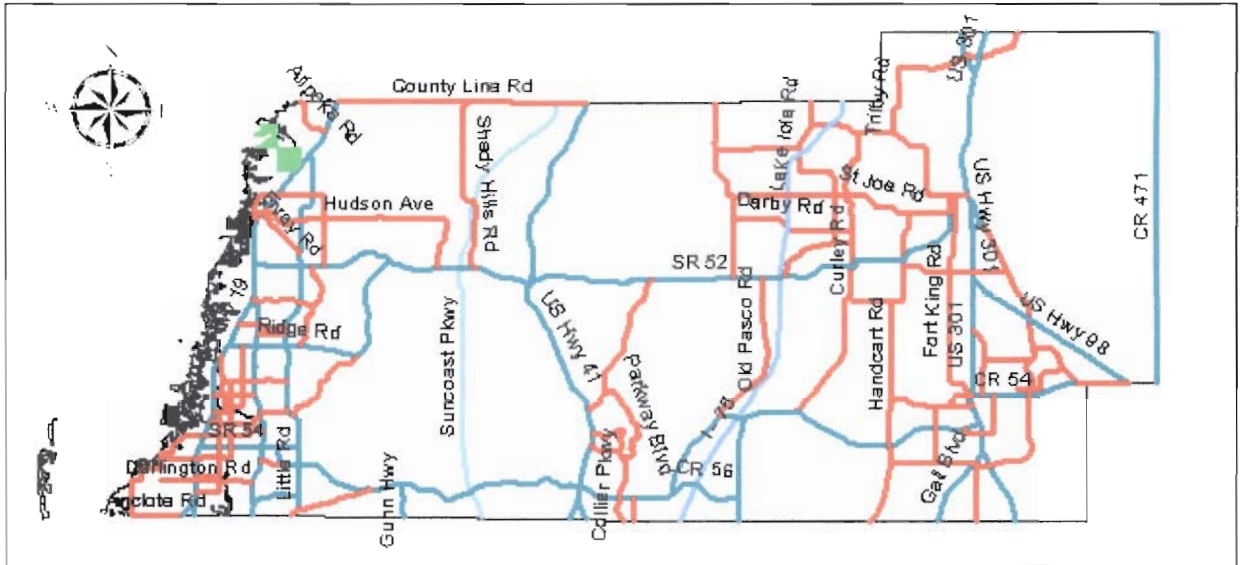 Aripeka Rd
County Line Rd
Shady Hills Rd
Lake Iola Rd
Trilby Rd
US 301
Hudson Ave
Fivay Rd
Darby Rd
St Joe Rd
US Hwy 301
CR 471
SR 52
Curley Rd
19
Ridge Rd
Suncoast Pkwy
US Hwy 41
Parkway Blvd
Old Pasco Rd
Handcart Rd
Fort King Rd
US 301
US Hwy 98
CR 54
I-75
SR 54
Little Rd
Darlington Rd
Anclote Rd
Gunn Hwy
Collier Pkwy
CR 56
Gall Blvd